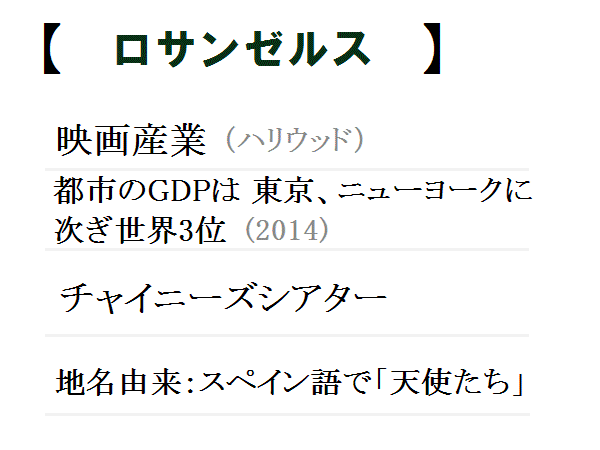 【 ロサンゼルス 】
映画産業 (ハリウッド)
都市のGDPは 東京、ニューヨークに
次ぎ世界3位 (2014)
チャイニーズシアター
地名由来:スペイン語で「天使たち」